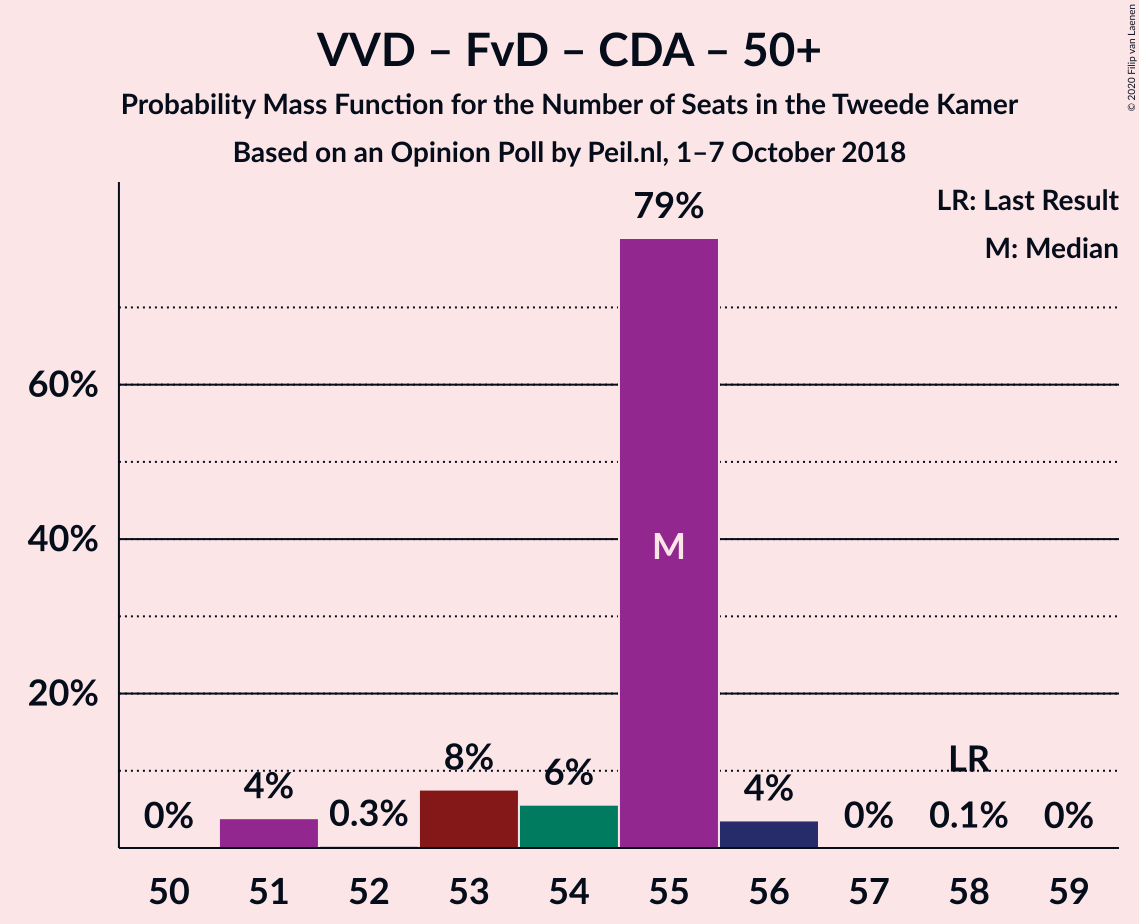 VVD – FvD – CDA – 50+
Probability Mass Function for the Number of Seats in the Tweede Kamer
Based on an Opinion Poll by Peil.nl, 1–7 October 2018
© 2020 Filip van Laenen
LR: Last Result
M: Median
60%
40%
20%
0%
4%
0.3%
8%
6%
79%
M
4%
0%
LR
0.1%
0%
50 51 52 53 54 55 56 57 58 59